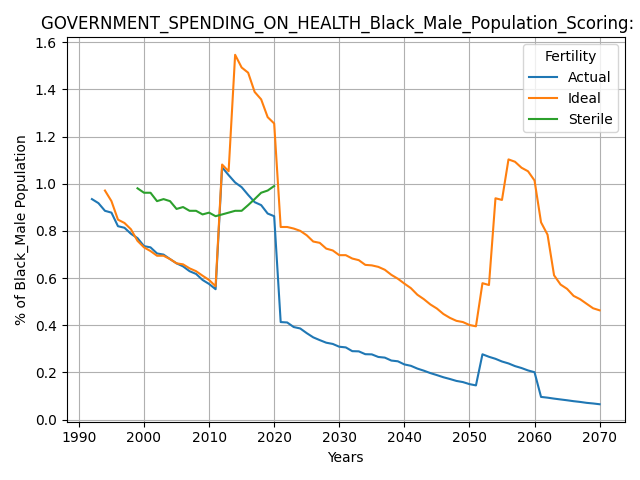 GOVERNMENT_SPENDING_ON_HEALTH_Black_Male_Population_Scoring:
Fertility
Actual
Ideal
Sterile
% of Black_Male Population
1.6
1.4
1.2
1.0
0.8
0.6
0.4
0.2
0.0
1990 2000 2010 2020 2030 2040 2050 2060 2070
Years